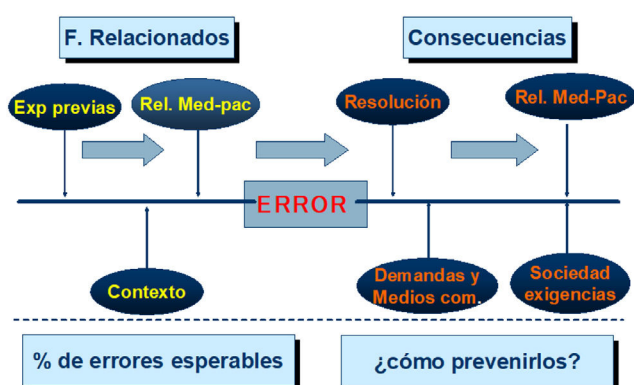 F. Relacionados
Consecuencias
Exp previas
Rel. Med-pac
Resolución
Rel. Med-Pac
ERROR
Contexto
Demandas y
Medios com.
Sociedad
exigencias
% de errores esperables
¿cómo prevenirlos?